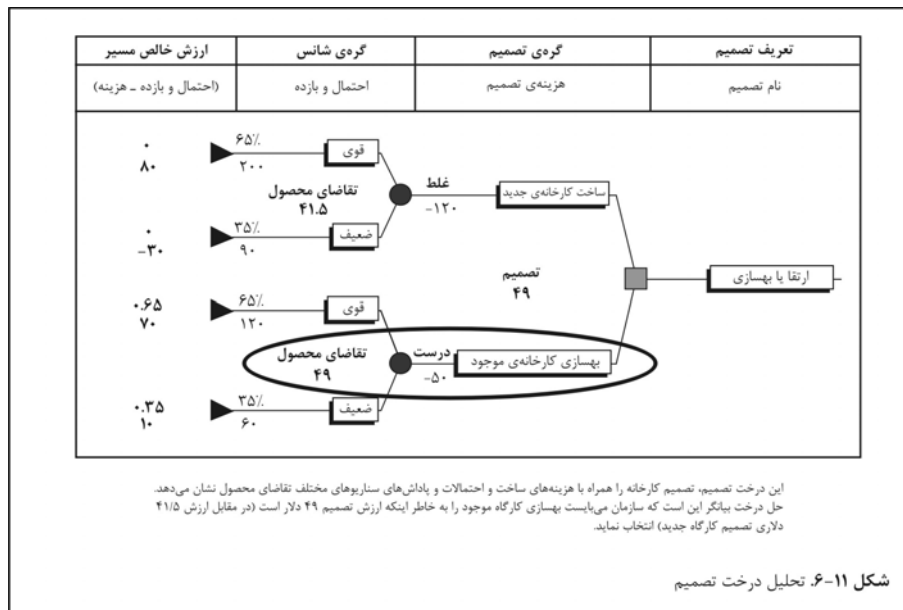 تعریف تصمیم گره‌ی تصمیم گره‌ی شانس ارزش خالص مسیر
نام تصمیم هزینه‌ی تصمیم احتمال و بازده (احتمال و بازده ـ هزینه)
قوی ۶۵٪ ۰
۲۰۰ ۸۰
ساخت کارخانه‌ی جدید غلط تقاضای محصول
-۱۲۰ ۴۱.۵
ضعیف ۳۵٪ ۰
۹۰ -۳۰
ارتقا یا بهسازی تصمیم
۴۹
قوی ۶۵٪ ۰.۶۵
۱۲۰ ۷۰
بهسازی کارخانه‌ی موجود درست تقاضای محصول
-۵۰ ۴۹
ضعیف ۳۵٪ ۰.۳۵
۶۰ ۱۰
این درخت تصمیم، تصمیم کارخانه را همراه با هزینه‌های ساخت و احتمالات و پاداش‌های سناریوهای مختلف تقاضای محصول نشان می‌دهد.
حل درخت بیانگر این است که سازمان می‌بایست بهسازی کارگاه موجود را به خاطر اینکه ارزش تصمیم ۴۹ دلار است (در مقابل ارزش ۴۱/۵
دلاری تصمیم کارگاه جدید) انتخاب نماید.
شکل ۱۱-۶. تحلیل درخت تصمیم